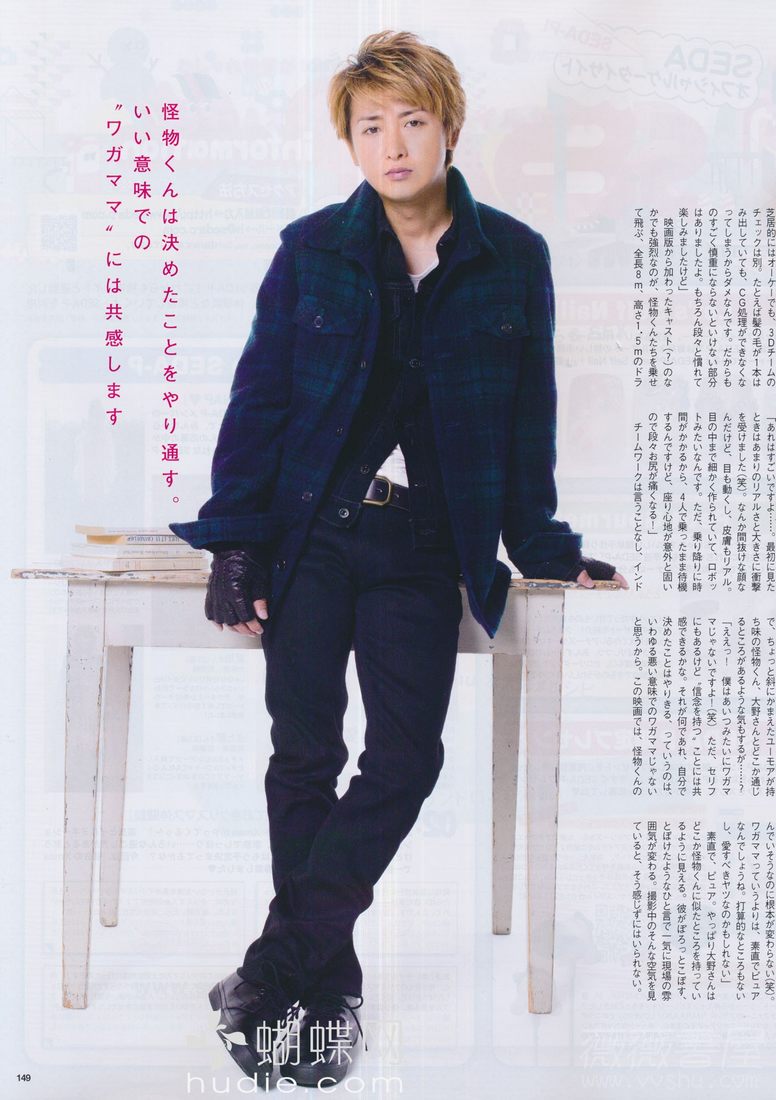 怪物くんは決めたことをやり通す。
いい意味での
〝ワガママ〟には共感します
芝居的にはオーケーでも、3Dチームの
チェックは別。たとえば髪の毛が1本は
み出していても、CG処理ができなくな
ってしまうからダメなんです。だからも
のすごく慎重にならないといけない部分
はありましたよ。もちろん段々と慣れて
楽しみましたけど」
映画版から加わったキャスト(?)のな
かでも強烈なのが、怪物くんたちを乗せ
て飛ぶ、全長8m、高さ1.5mのドラ
「あれはすごいですよ……。最初に見た
ときはあまりのリアルさと大きさに衝撃
を受けました(笑)。なんか間抜けな顔な
んだけど、目も動くし、皮膚もリアル。
目の中まで細かく作られていて、ロボッ
トみたいなんです。ただ、乗り降りに時
間がかかるから、4人で乗ったまま待機
するんですけど、座り心地が意外と固い
ので段々お尻が痛くなる!」
チームワークは言うことなし、インド
で、ちょっと斜にかまえたユーモアが持
ち味の怪物くん、大野さんとどこか通じ
るところがあるような気もするが……?
「ええっ! 僕はあいつみたいにワガマ
マじゃないですよ!(笑) ただ、セリフ
にもあるけど〝信念を持つ〟ことには共
感できるかな。それが何であれ、自分で
決めたことはやりきる、っていうのは、
いわゆる悪い意味でのワガママじゃない
と思うから。この映画では、怪物くんの
んでいそうなのに根本が変わらない(笑)。
ワガママっていうよりは、素直でピュア
なんでしょうね。打算的なところもない
し、愛すべきヤツなのかもしれない」
素直で、ピュア。やっぱり大野さんは
どこか怪物くんに似たところを持ってい
るように見える。彼がぽろっとこぼす、
とぼけたようなひと言で一気に現場の雰
囲気が変わる。撮影中のそんな空気を見
ていると、そう感じずにはいられない。
149
蝴蝶网
hudie.com